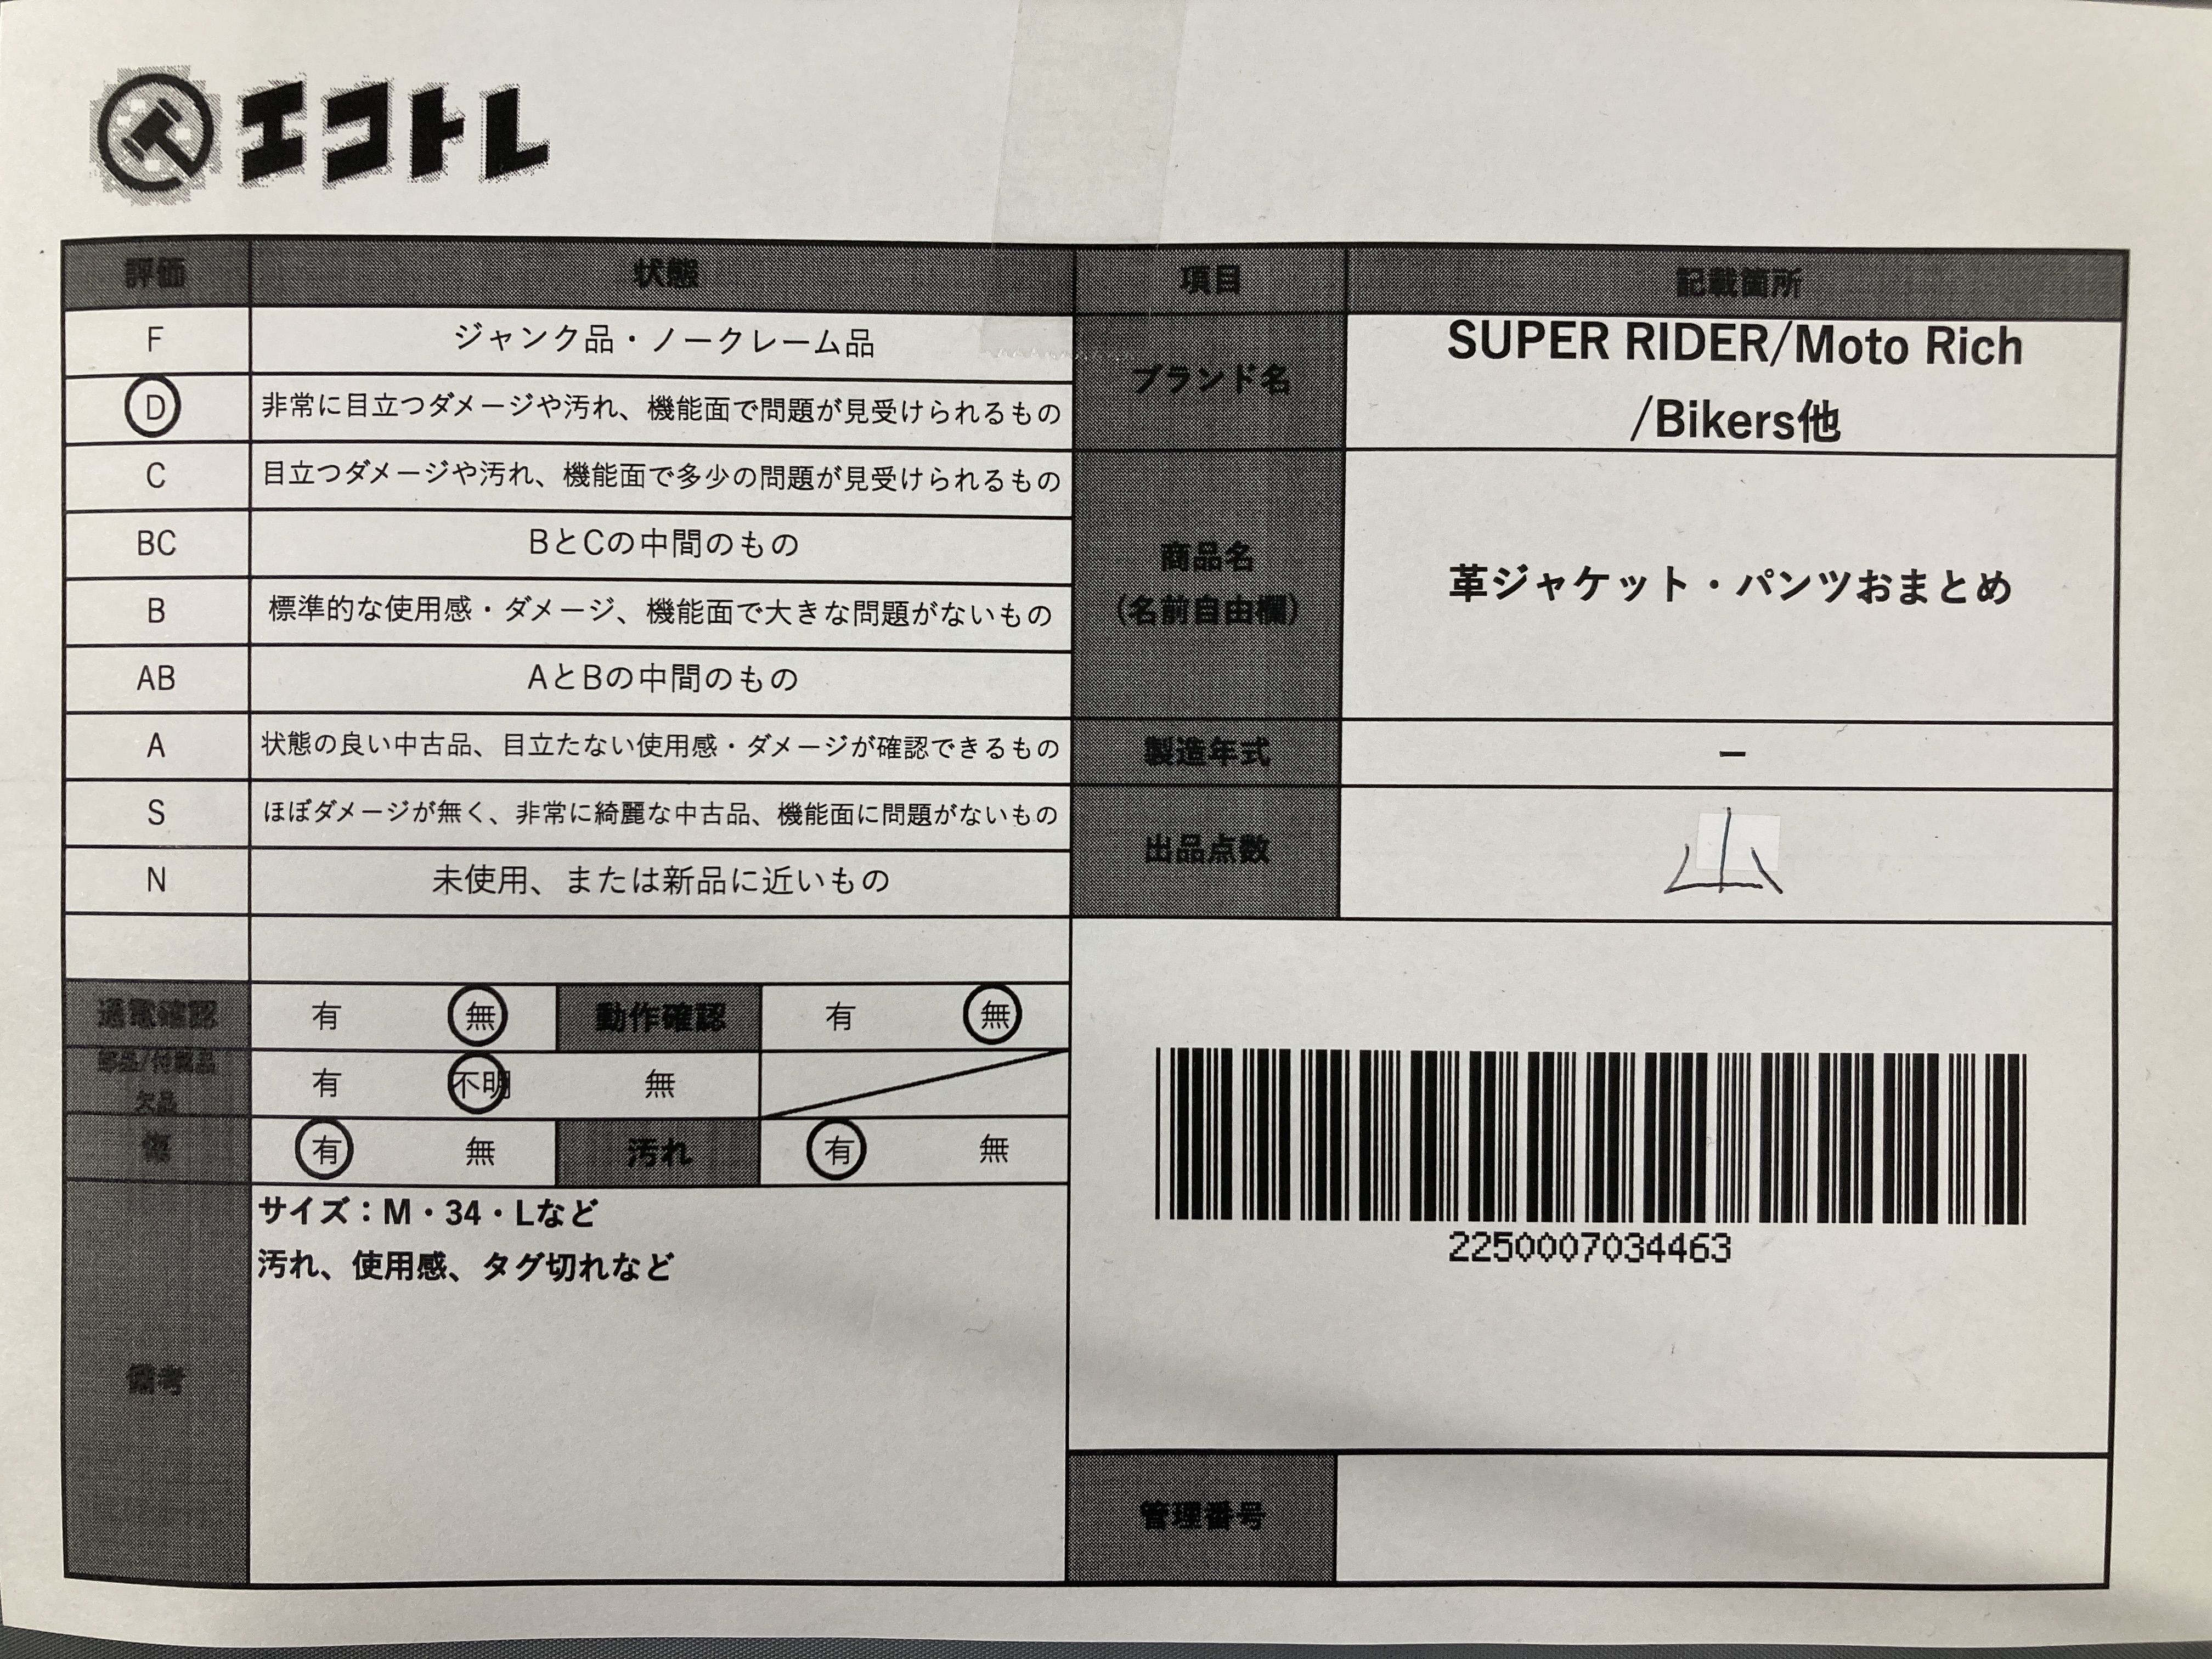 エコトレ
評価 状態 項目 記載箇所
F ジャンク品・ノークレーム品
D 非常に目立つダメージや汚れ、機能面で問題が見受けられるもの
C 目立つダメージや汚れ、機能面で多少の問題が見受けられるもの
BC BとCの中間のもの
B 標準的な使用感・ダメージ、機能面で大きな問題がないもの
AB AとBの中間のもの
A 状態の良い中古品、目立たない使用感・ダメージが確認できるもの
S ほぼダメージが無く、非常に綺麗な中古品、機能面に問題がないもの
N 未使用、または新品に近いもの
ブランド名
SUPER RIDER/Moto Rich
/Bikers他
商品名
(名前自由欄)
革ジャケット・パンツおまとめ
製造年式 ー
出品点数 山
通電確認 有 無 動作確認 有 無
部品/付属品
欠品
有 不明 無
傷 有 無 汚れ 有 無
備考
サイズ：M・34・Lなど
汚れ、使用感、タグ切れなど
2250007034463
管理番号